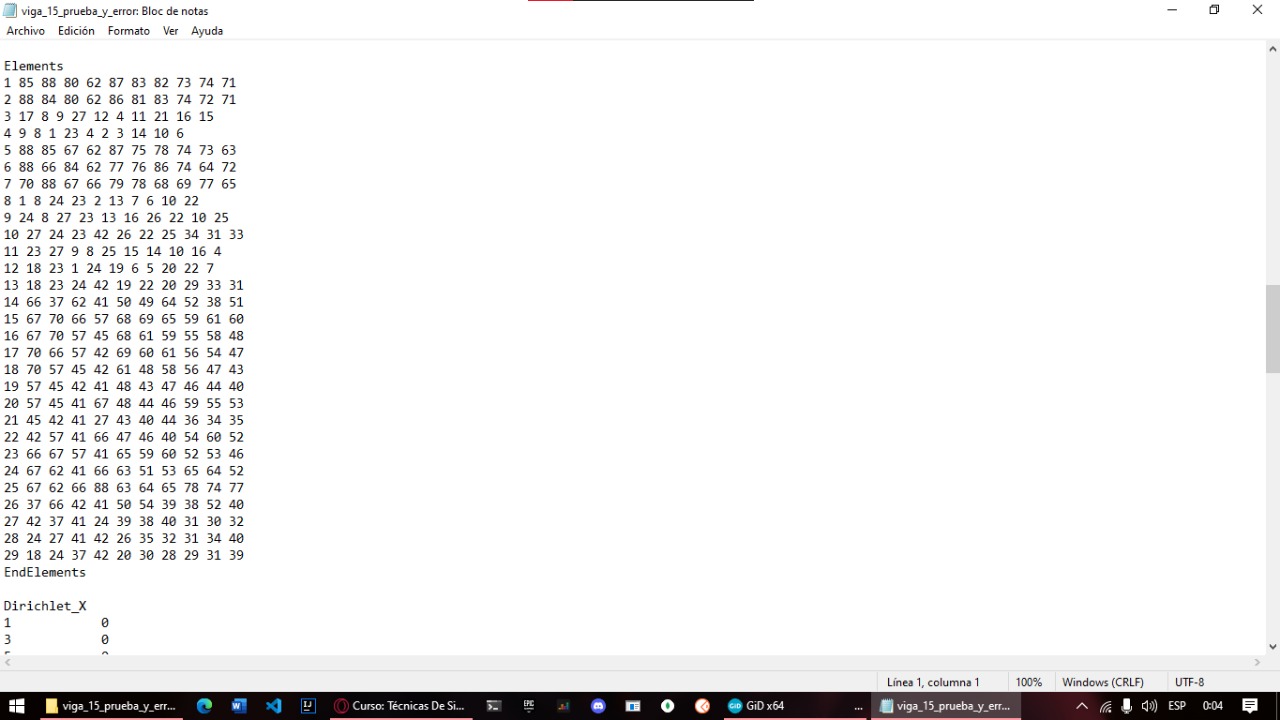 viga_15_prueba_y_error: Bloc de notas
Archivo Edición Formato Ver Ayuda
Elements
1 85 88 80 62 87 83 82 73 74 71
2 88 84 80 62 86 81 83 74 72 71
3 17 8 9 27 12 4 11 21 16 15
4 9 8 1 23 4 2 3 14 10 6
5 88 85 67 62 87 75 78 74 73 63
6 88 66 84 62 77 76 86 74 64 72
7 70 88 67 66 79 78 68 69 77 65
8 1 8 24 23 2 13 7 6 10 22
9 24 8 27 23 13 16 26 22 10 25
10 27 24 23 42 26 22 25 34 31 33
11 23 27 9 8 25 15 14 10 16 4
12 18 23 1 24 19 6 5 20 22 7
13 18 23 24 42 19 22 20 29 33 31
14 66 37 62 41 50 49 64 52 38 51
15 67 70 66 57 68 69 65 59 61 60
16 67 70 57 45 68 61 59 55 58 48
17 70 66 57 42 69 60 61 56 54 47
18 70 57 45 42 61 48 58 56 47 43
19 57 45 42 41 48 43 47 46 44 40
20 57 45 41 67 48 44 46 59 55 53
21 45 42 41 27 43 40 44 36 34 35
22 42 57 41 66 47 46 40 54 60 52
23 66 67 57 41 65 59 60 52 53 46
24 67 62 41 66 63 51 53 65 64 52
25 67 62 66 88 63 64 65 78 74 77
26 37 66 42 41 50 54 39 38 52 40
27 42 37 41 24 39 38 40 31 30 32
28 24 27 41 42 26 35 32 31 34 40
29 18 24 37 42 20 30 28 29 31 39
EndElements
Dirichlet_X
1 0
3 0
Línea 1, columna 1 100% Windows (CRLF) UTF-8
viga_15_prueba_y_err... Curso: Técnicas De Si... GiD x64 ... viga_15_prueba_y_err... ESP 0:04